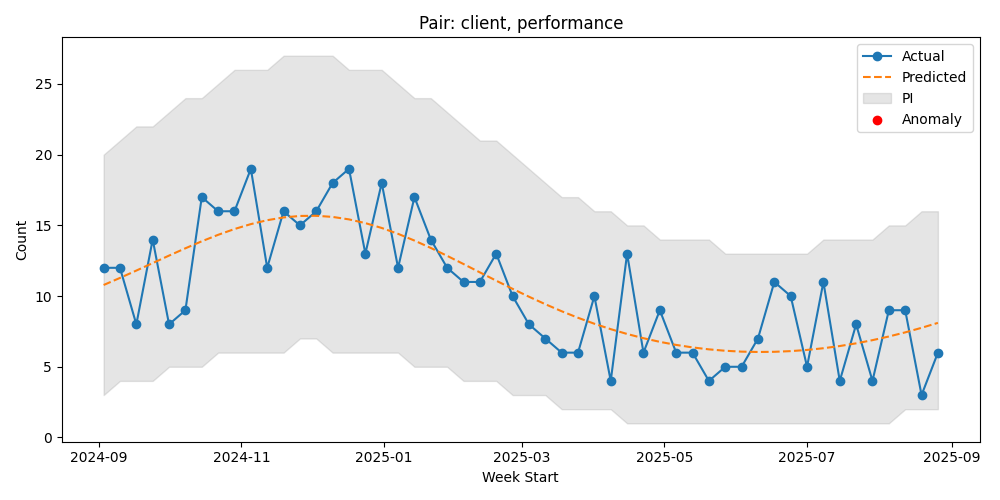 Pair: client, performance
Actual
Predicted
PI
Anomaly
Count
25
20
15
10
5
0
2024-09
2024-11
2025-01
2025-03
2025-05
2025-07
2025-09
Week Start